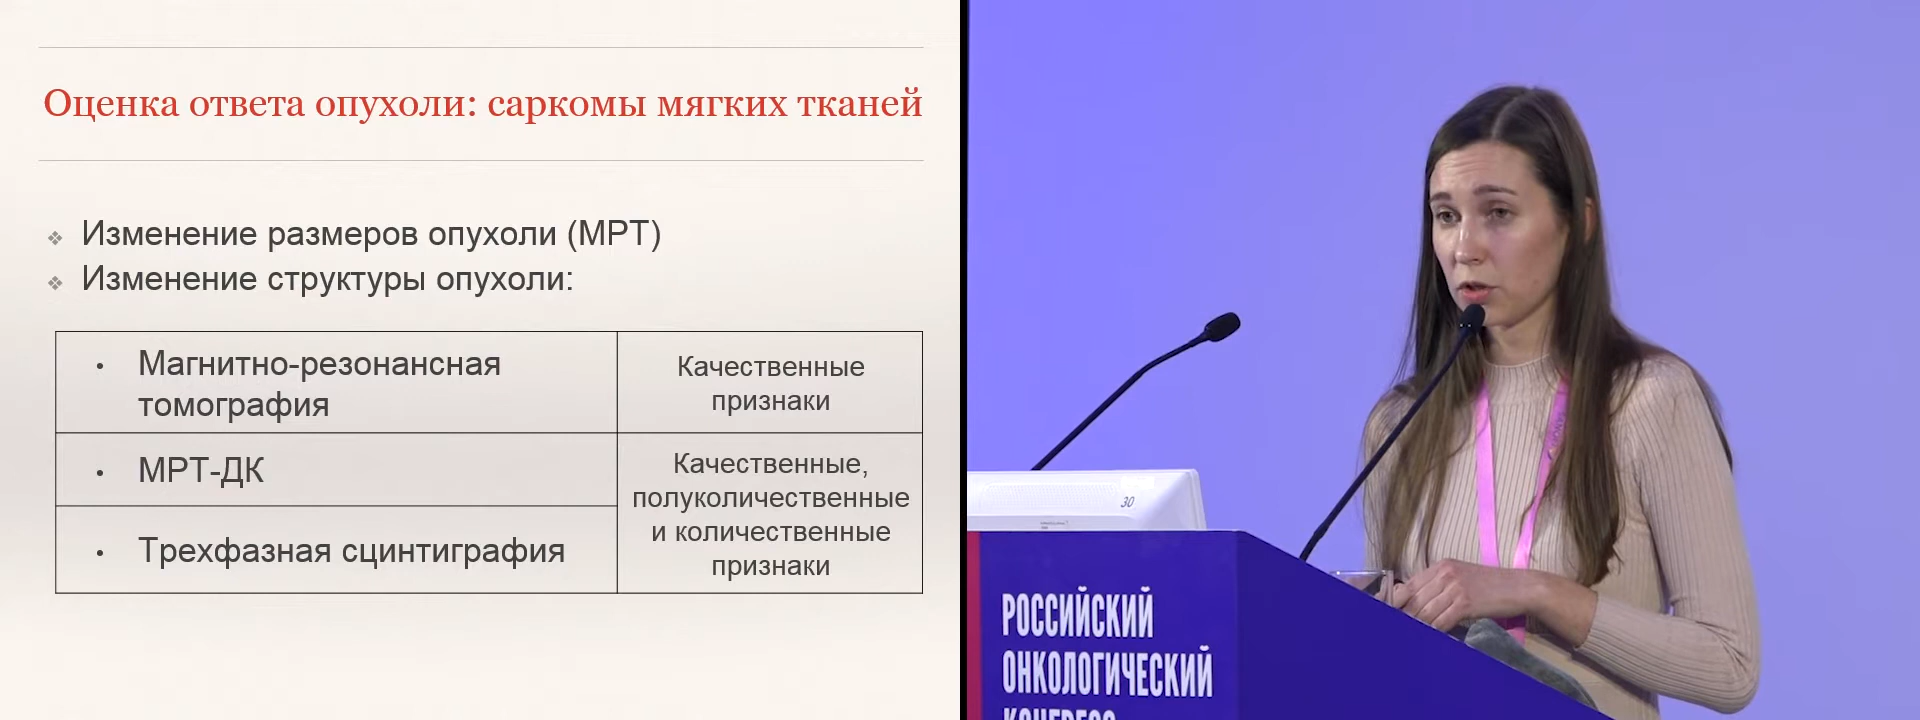 Оценка ответа опухоли: саркомы мягких тканей
Изменение размеров опухоли (МРТ)
Изменение структуры опухоли:
Магнитно-резонансная
томография
Качественные
признаки
МРТ-ДК
Трехфазная сцинтиграфия
Качественные,
полуколичественные
и количественные
признаки
30
РОССИЙСКИЙ
ОНКОЛОГИЧЕСКИЙ
КОНГРЕСС